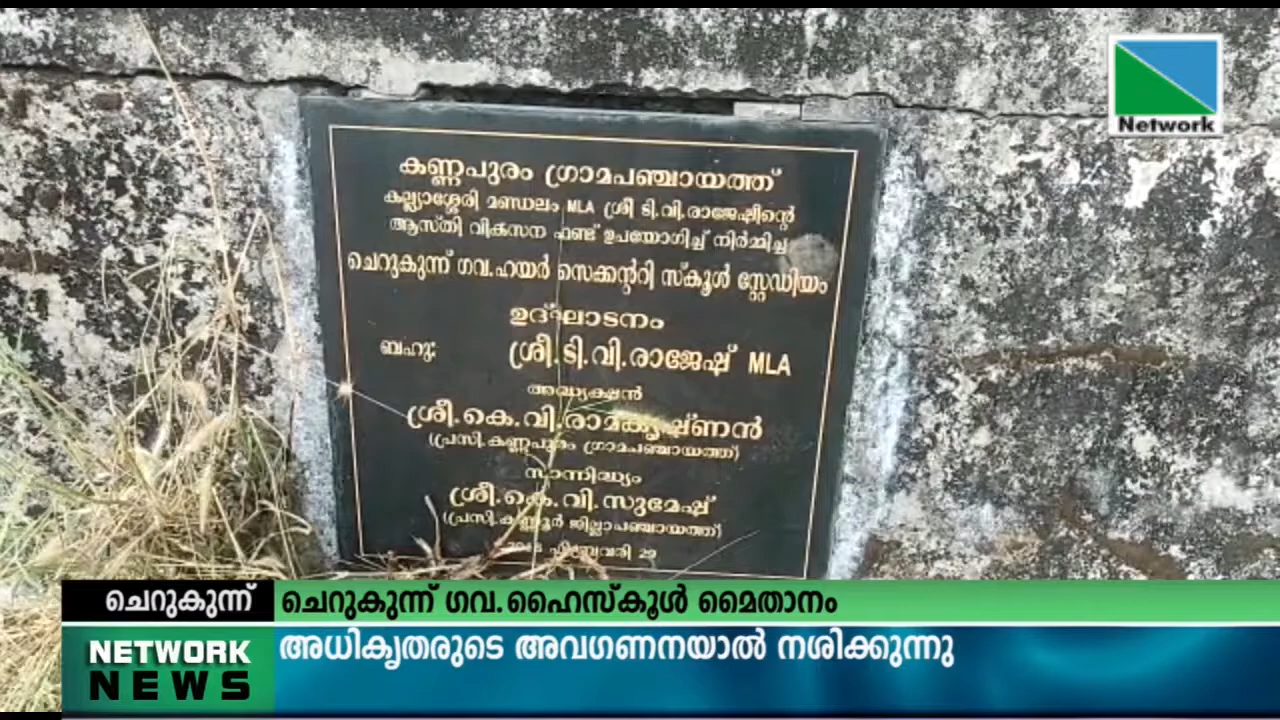 Network
കണ്ണപുരം ഗ്രാമപഞ്ചായത്ത്
കല്ല്യാശ്ശേരി മണ്ഡലം MLA ശ്രീ ടി.വി.രാജേഷിന്റെ
ആസ്തി വികസന ഫണ്ട് ഉപയോഗിച്ച് നിർമ്മിച്ച
ചെറുകുന്ന് ഗവ.ഹയർ സെക്കന്ററി സ്കൂൾ സ്റ്റേഡിയം
ഉദ്ഘാടനം
ബഹു: ശ്രീ.ടി.വി.രാജേഷ് MLA
അദ്ധ്യക്ഷൻ
ശ്രീ.കെ.വി.രാമകൃഷ്ണൻ
(പ്രസി.കണ്ണപുരം ഗ്രാമപഞ്ചായത്ത്)
സാന്നിദ്ധ്യം
ശ്രീ.കെ.വി.സുമേഷ്
(പ്രസി.കണ്ണൂർ ജില്ലാപഞ്ചായത്ത്)
ഫിബ്രവരി 29
ചെറുകുന്ന് ചെറുകുന്ന് ഗവ.ഹൈസ്കൂൾ മൈതാനം
NETWORK NEWS അധികൃതരുടെ അവഗണനയാൽ നശിക്കുന്നു